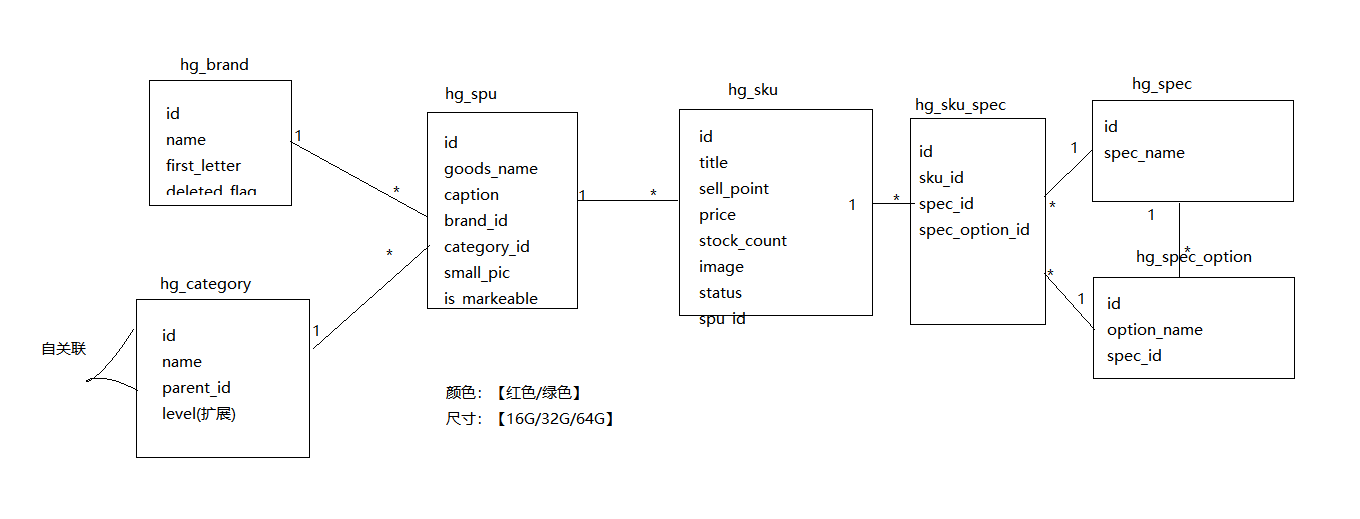 hg_brand
id
name
first_letter
deleted_flag
1
*
hg_category
id
name
parent_id
level(扩展)
自关联
1
*
hg_spu
id
goods_name
caption
brand_id
category_id
small_pic
is_markeable
1
*
颜色：【红色/绿色】
尺寸：【16G/32G/64G】
hg_sku
id
title
sell_point
price
stock_count
image
status
spu_id
1
*
hg_sku_spec
id
sku_id
spec_id
spec_option_id
*
1
*
1
hg_spec
id
spec_name
1
*
hg_spec_option
id
option_name
spec_id